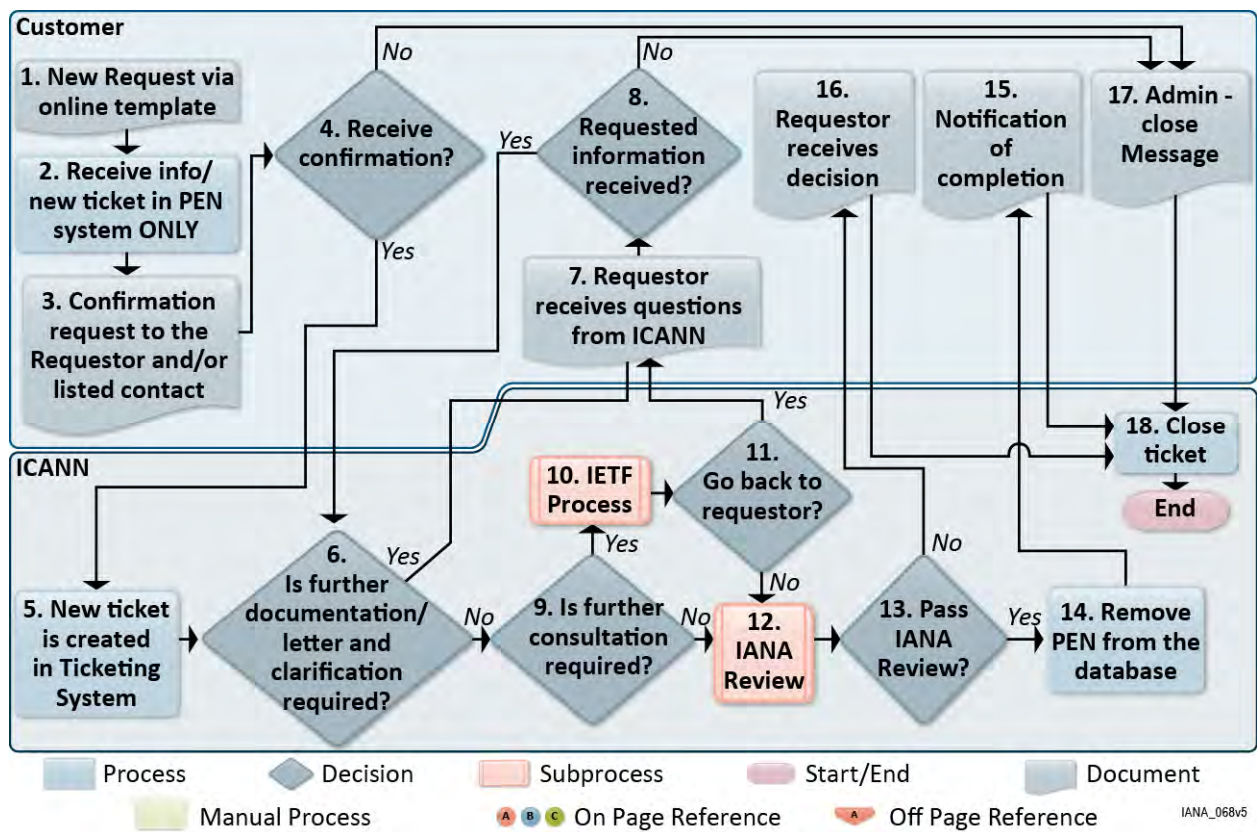 Customer
1. New Request via
online template
2. Receive info/
new ticket in PEN
system ONLY
3. Confirmation
request to the
Requestor and/or
listed contact
4. Receive
confirmation?
No
Yes
8.
Requested
information
received?
No
Yes
7. Requestor
receives questions
from ICANN
16.
Requestor
receives
decision
15.
Notification
of
completion
17. Admin -
close
Message
18. Close
ticket
End
ICANN
5. New ticket
is created
in Ticketing
System
6.
Is further
documentation/
letter and
clarification
required?
Yes
No
9. Is further
consultation
required?
Yes
No
10. IETF
Process
11.
Go back to
requestor?
Yes
No
12.
IANA
Review
13. Pass
IANA
Review?
No
Yes
14. Remove
PEN from the
database
Process
Decision
Subprocess
Start/End
Document
Manual Process
A B C On Page Reference
A Off Page Reference
IANA_068v5